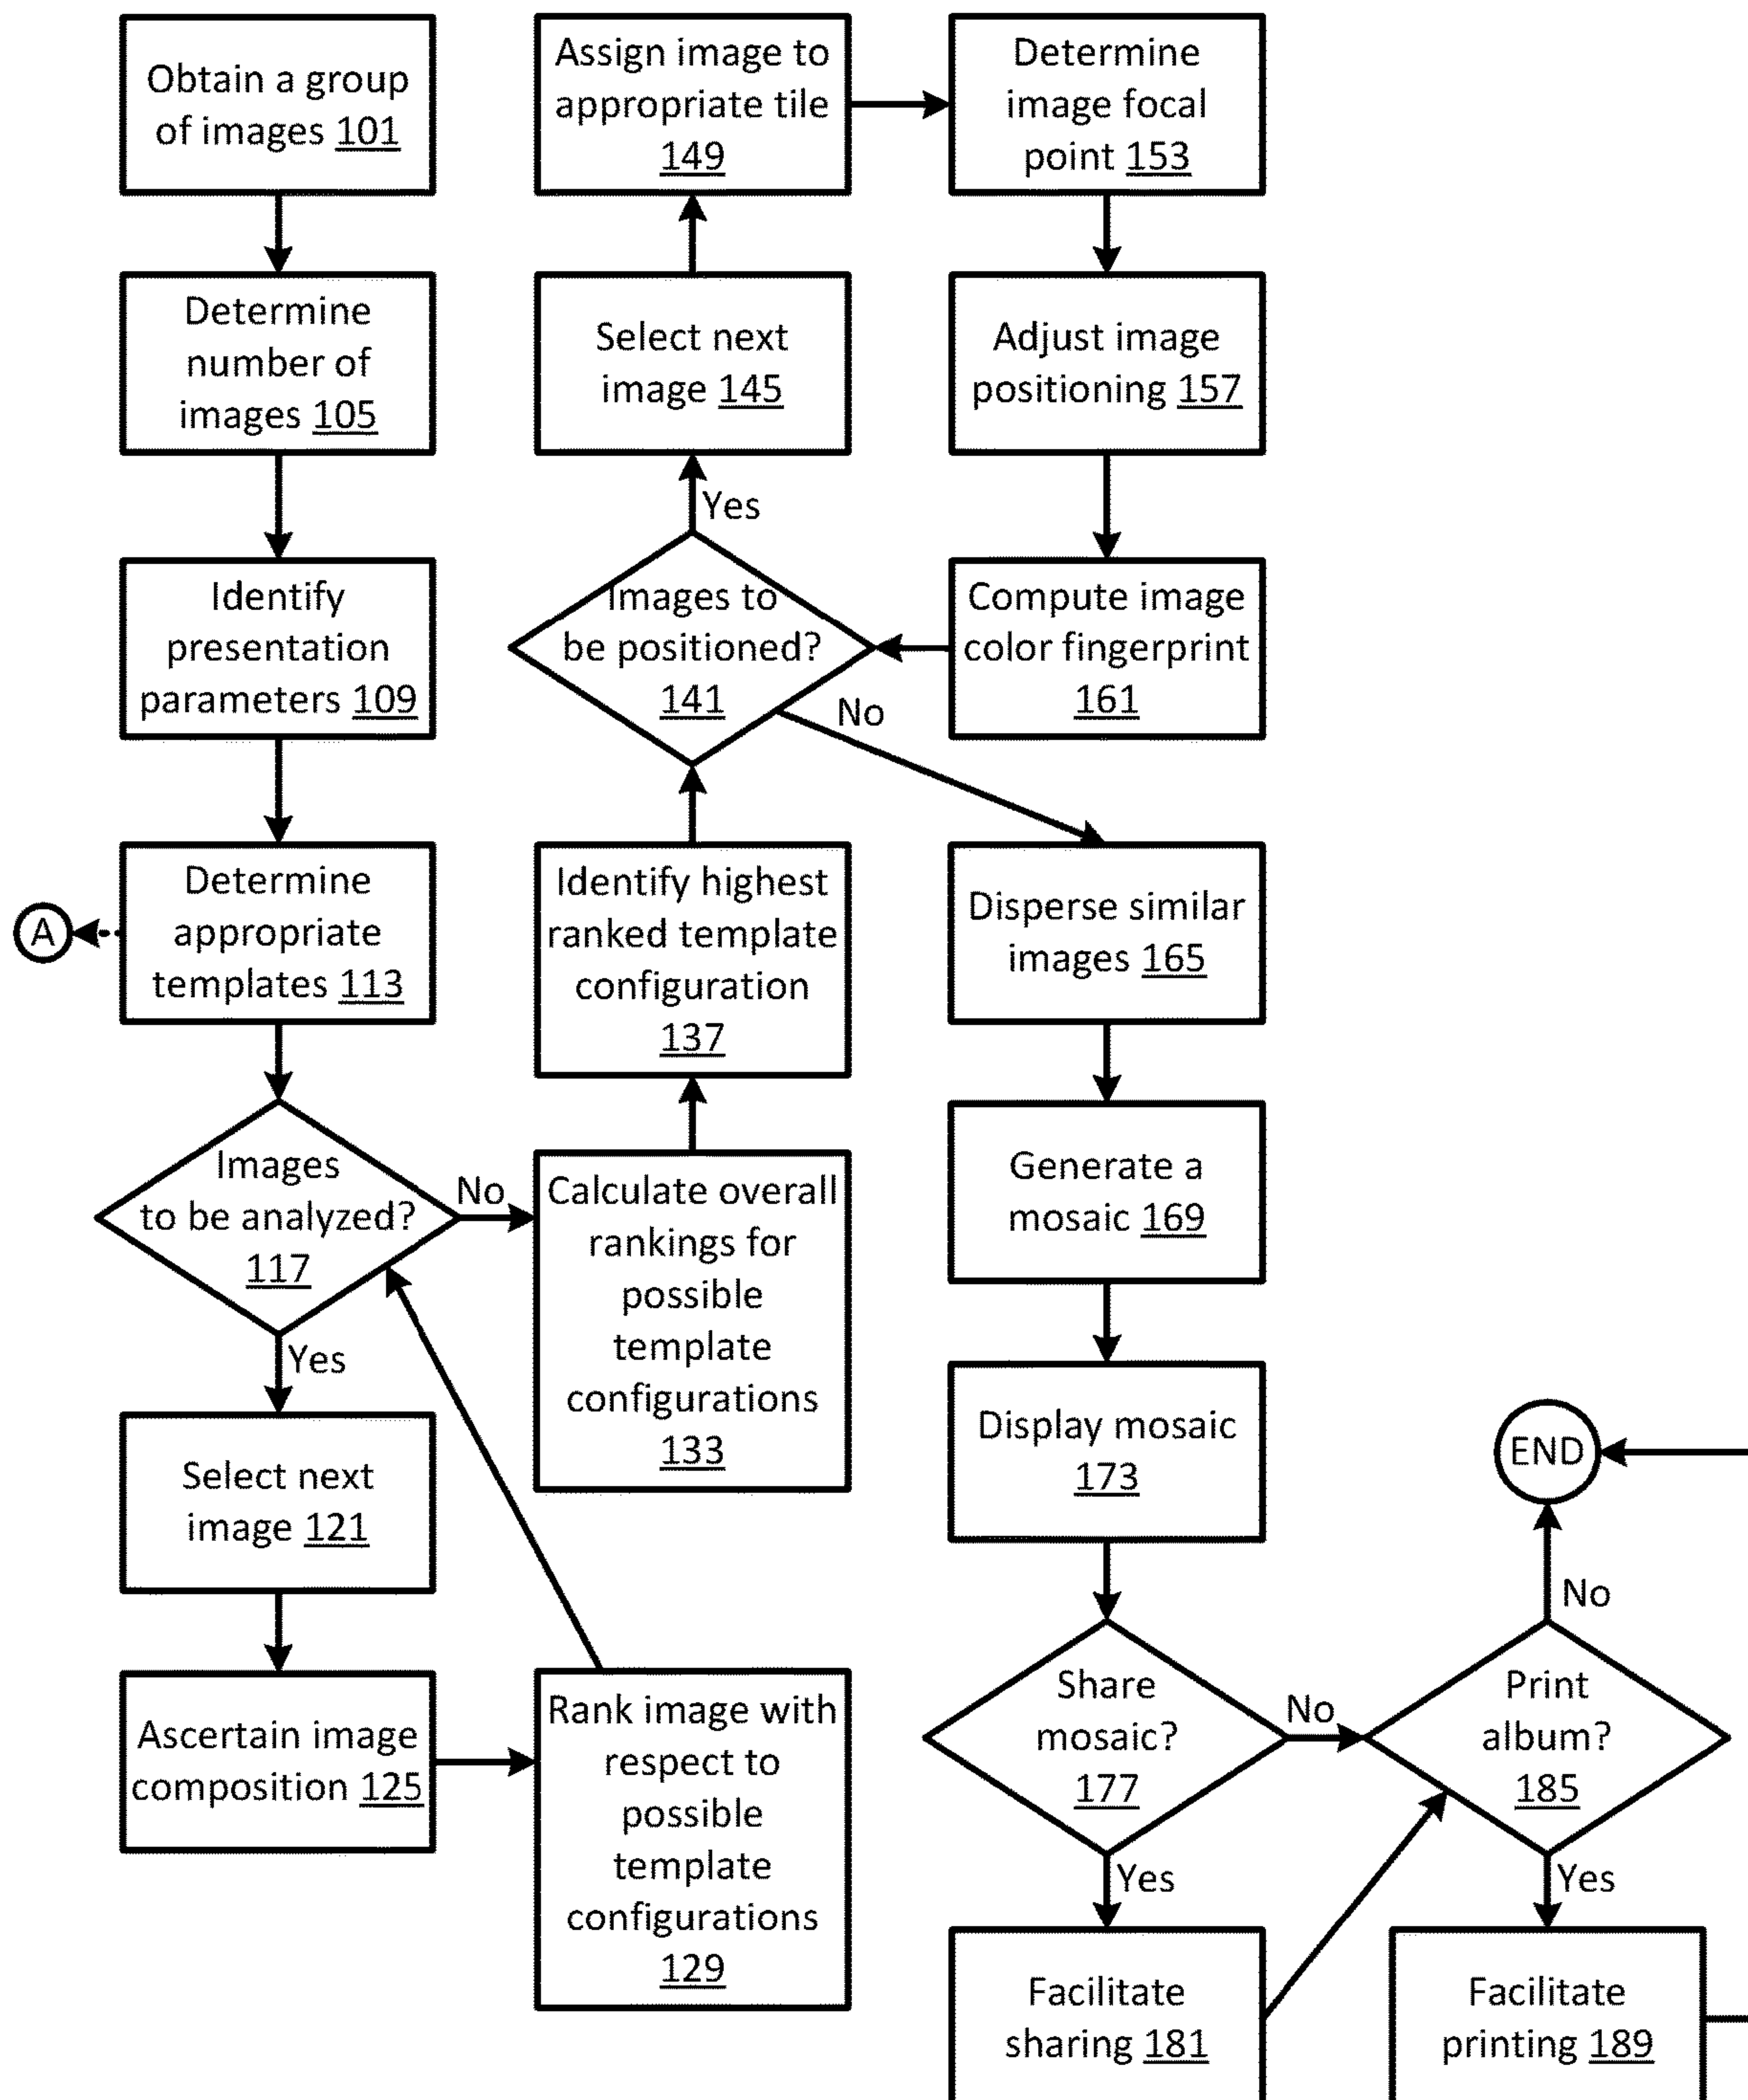 Obtain a group
of images 101
Determine
number of
images 105
Identify
presentation
parameters 109
Determine
appropriate
templates 113
A
Images
to be analyzed?
117
No
Yes
Select next
image 121
Ascertain image
composition 125
Rank image with
respect to
possible
template
configurations
129
Calculate overall
rankings for
possible
template
configurations
133
Identify highest
ranked template
configuration
137
Images to
be positioned?
141
Yes
No
Select next
image 145
Assign image to
appropriate tile
149
Determine
image focal
point 153
Adjust image
positioning 157
Compute image
color fingerprint
161
Disperse similar
images 165
Generate a
mosaic 169
Display mosaic
173
Share
mosaic?
177
No
Yes
Facilitate
sharing 181
Print
album?
185
No
Yes
END
Facilitate
printing 189